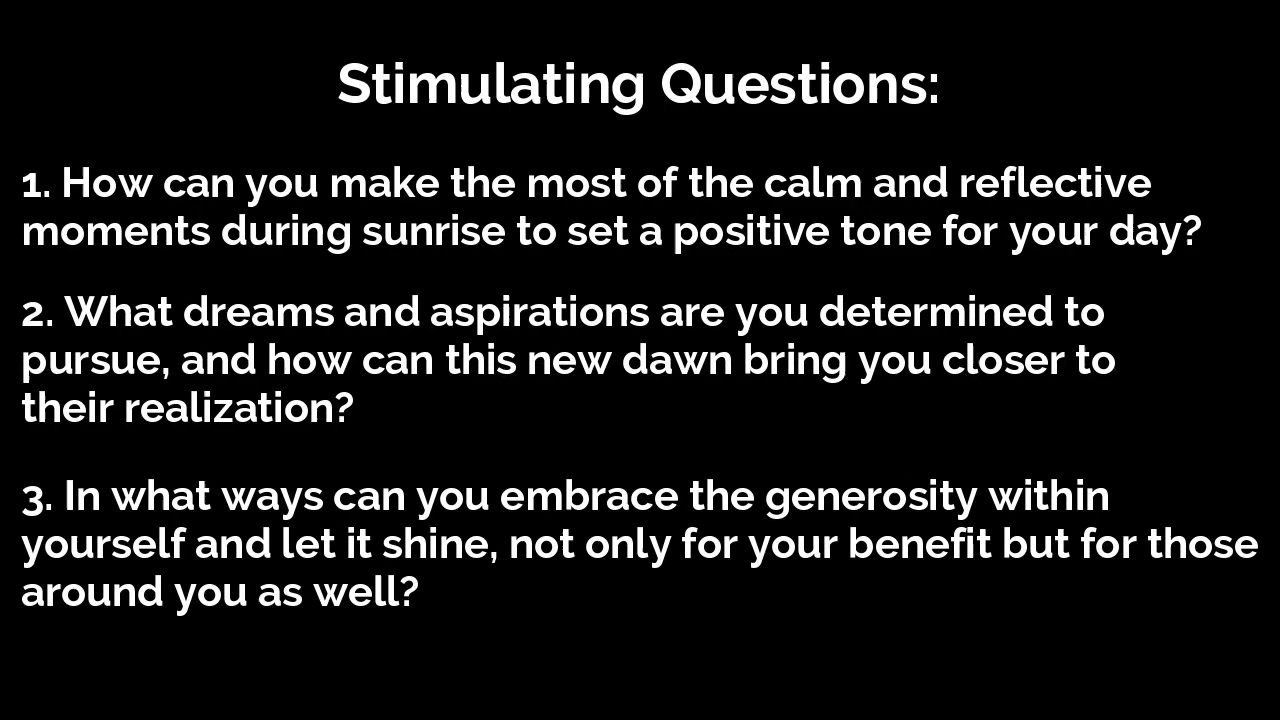 Stimulating Questions:
1. How can you make the most of the calm and reflective
moments during sunrise to set a positive tone for your day?
2. What dreams and aspirations are you determined to
pursue, and how can this new dawn bring you closer to
their realization?
3. In what ways can you embrace the generosity within
yourself and let it shine, not only for your benefit but for those
around you as well?